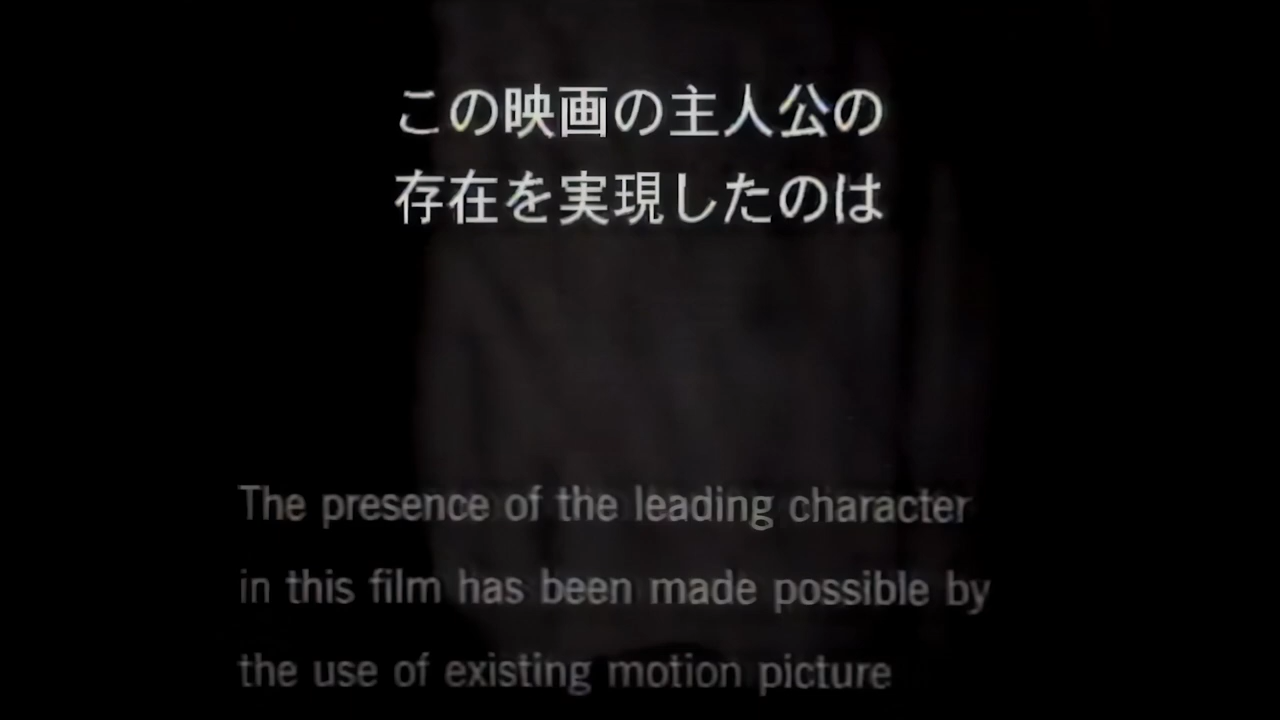 この映画の主人公の
存在を実現したのは
The presence of the leading character
in this film has been made possible by
the use of existing motion picture